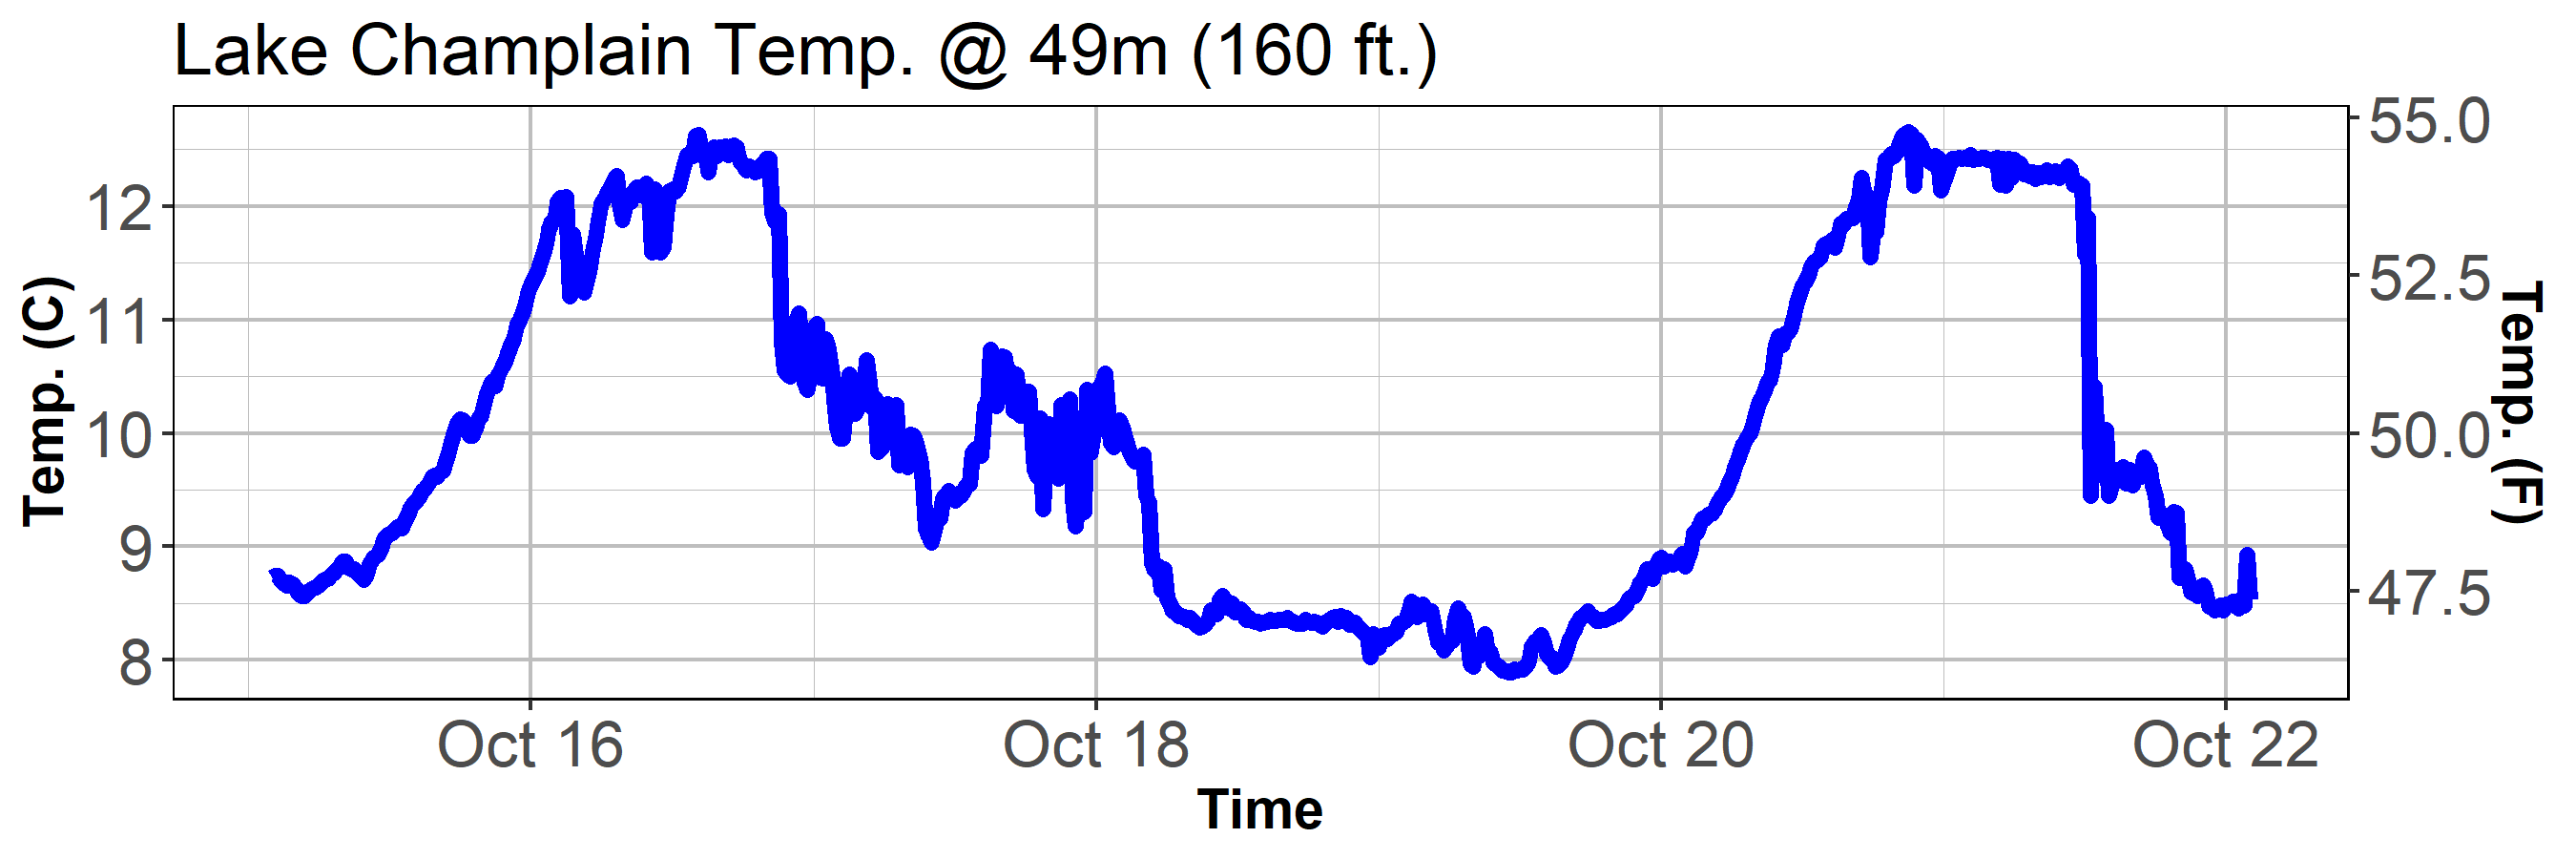 Lake Champlain Temp. @ 49m (160 ft.)
Temp. (C)
12
11
10
9
8
55.0
52.5
50.0
47.5
Temp. (F)
Oct 16
Oct 18
Oct 20
Oct 22
Time